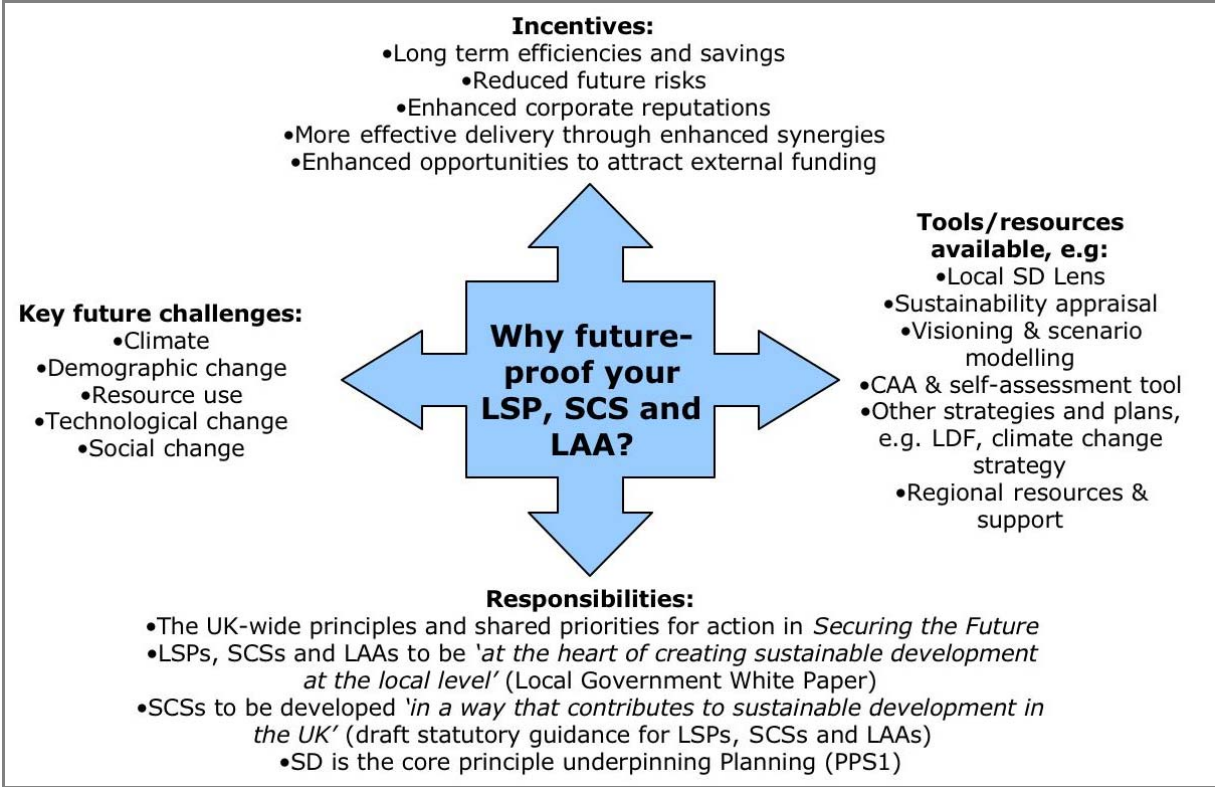 Incentives:
•Long term efficiencies and savings
•Reduced future risks
•Enhanced corporate reputations
•More effective delivery through enhanced synergies
•Enhanced opportunities to attract external funding
Key future challenges:
•Climate
•Demographic change
•Resource use
•Technological change
•Social change
Why future-
proof your
LSP, SCS and
LAA?
Tools/resources
available, e.g:
•Local SD Lens
•Sustainability appraisal
•Visioning & scenario
modelling
•CAA & self-assessment tool
•Other strategies and plans,
e.g. LDF, climate change
strategy
•Regional resources &
support
Responsibilities:
•The UK-wide principles and shared priorities for action in Securing the Future
•LSPs, SCSs and LAAs to be ‘at the heart of creating sustainable development
at the local level’ (Local Government White Paper)
•SCSs to be developed ‘in a way that contributes to sustainable development in
the UK’ (draft statutory guidance for LSPs, SCSs and LAAs)
•SD is the core principle underpinning Planning (PPS1)